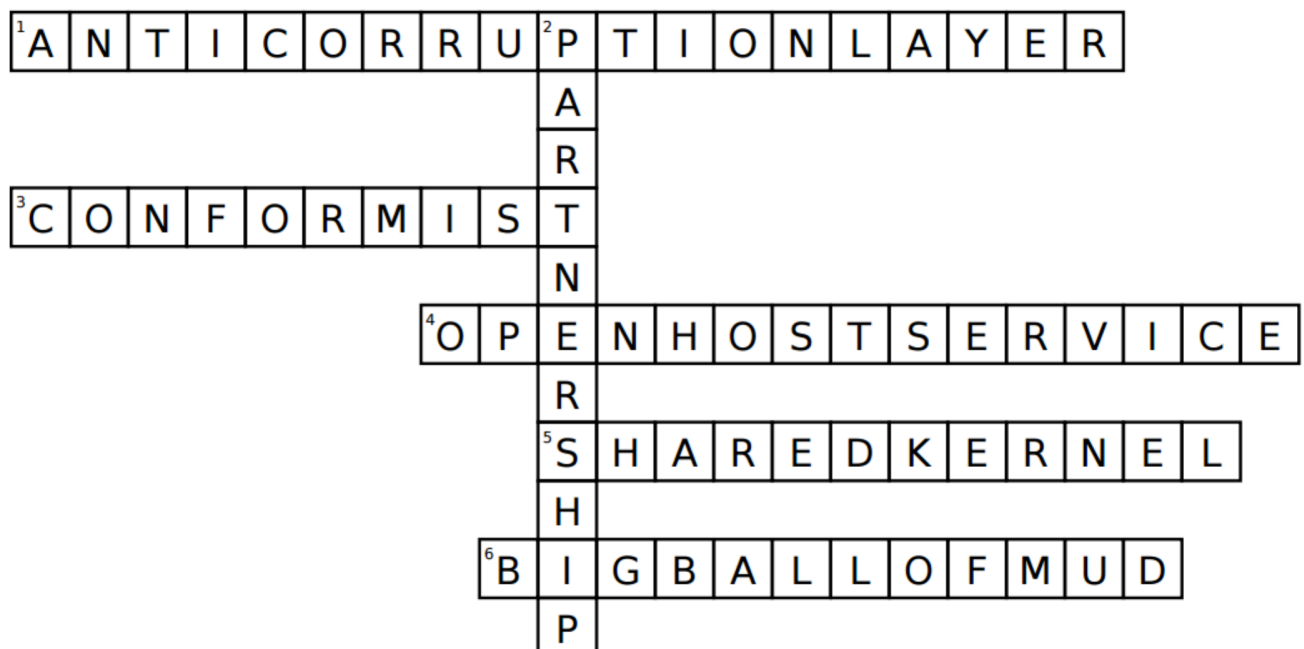 1ANTICORRU2PTIONLAYER
A
R
3CONFORMIST
N
4OPENHOSTSERVICE
R
5SHAREDKERNEL
H
6BIGBALLOFMUD
P